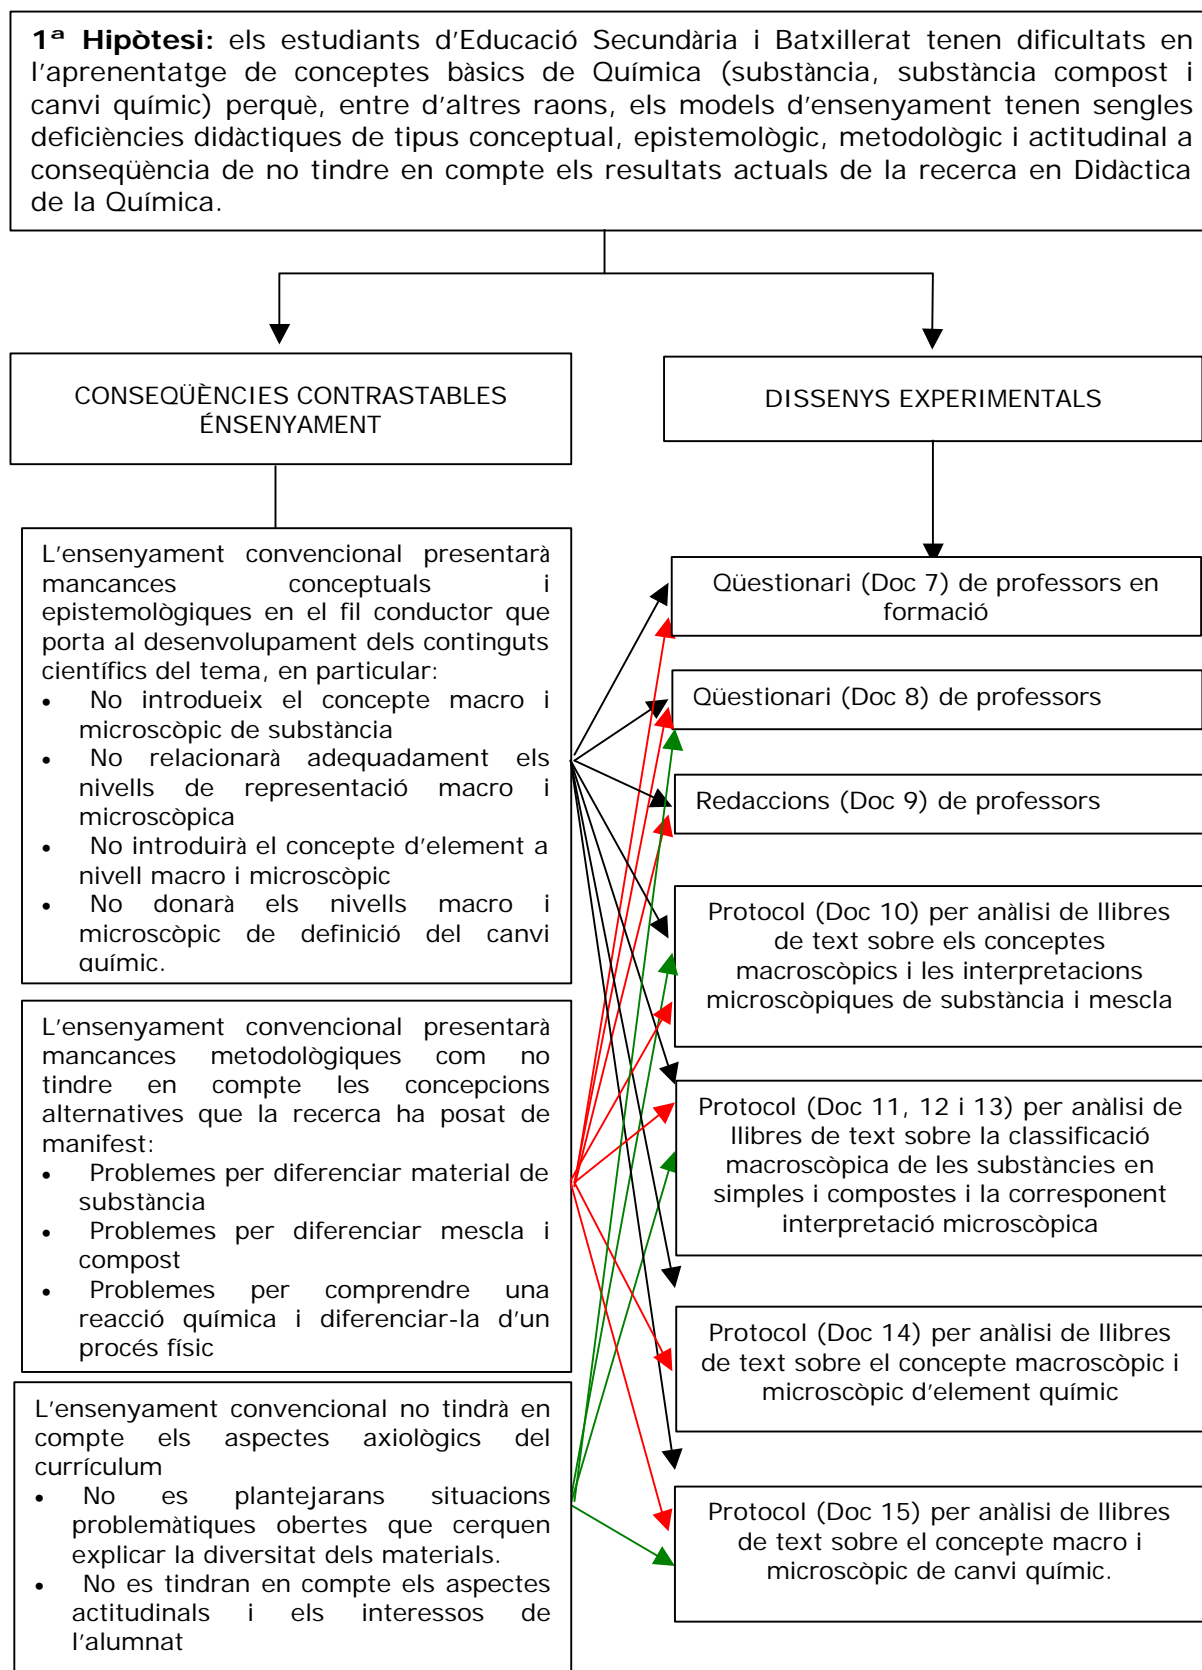 1ª Hipòtesi: els estudiants d'Educació Secundària i Batxillerat tenen dificultats en
l'aprenentatge de conceptes bàsics de Química (substància, substància compost i
canvi químic) perquè, entre d'altres raons, els models d'ensenyament tenen sengles
deficiències didàctiques de tipus conceptual, epistemològic, metodològic i actitudinal a
conseqüència de no tindre en compte els resultats actuals de la recerca en Didàctica
de la Química.
CONSEQÜÈNCIES CONTRASTABLES
ÉNSENYAMENT
L'ensenyament convencional presentarà
mancances conceptuals i
epistemològiques en el fil conductor que
porta al desenvolupament dels continguts
científics del tema, en particular:
• No introdueix el concepte macro i
microscòpic de substància
• No relacionarà adequadament els
nivells de representació macro i
microscòpica
• No introduirà el concepte d'element a
nivell macro i microscòpic
• No donarà els nivells macro i
microscòpic de definició del canvi
químic.
L'ensenyament convencional presentarà
mancances metodològiques com no
tindre en compte les concepcions
alternatives que la recerca ha posat de
manifest:
• Problemes per diferenciar material de
substància
• Problemes per diferenciar mescla i
compost
• Problemes per comprendre una
reacció química i diferenciar-la d'un
procés físic
L'ensenyament convencional no tindrà en
compte els aspectes axiològics del
currículum
• No es plantejarans situacions
problemàtiques obertes que cerquen
explicar la diversitat dels materials.
• No es tindran en compte els aspectes
actitudinals i els interessos de
l'alumnat
DISSENYS EXPERIMENTALS
Qüestionari (Doc 7) de professors en
formació
Qüestionari (Doc 8) de professors
Redaccions (Doc 9) de professors
Protocol (Doc 10) per anàlisi de llibres
de text sobre els conceptes
macroscòpics i les interpretacions
microscòpiques de substància i mescla
Protocol (Doc 11, 12 i 13) per anàlisi de
llibres de text sobre la classificació
macroscòpica de les substàncies en
simples i compostes i la corresponent
interpretació microscòpica
Protocol (Doc 14) per anàlisi de llibres
de text sobre el concepte macroscòpic i
microscòpic d'element químic
Protocol (Doc 15) per anàlisi de llibres
de text sobre el concepte macro i
microscòpic de canvi químic.